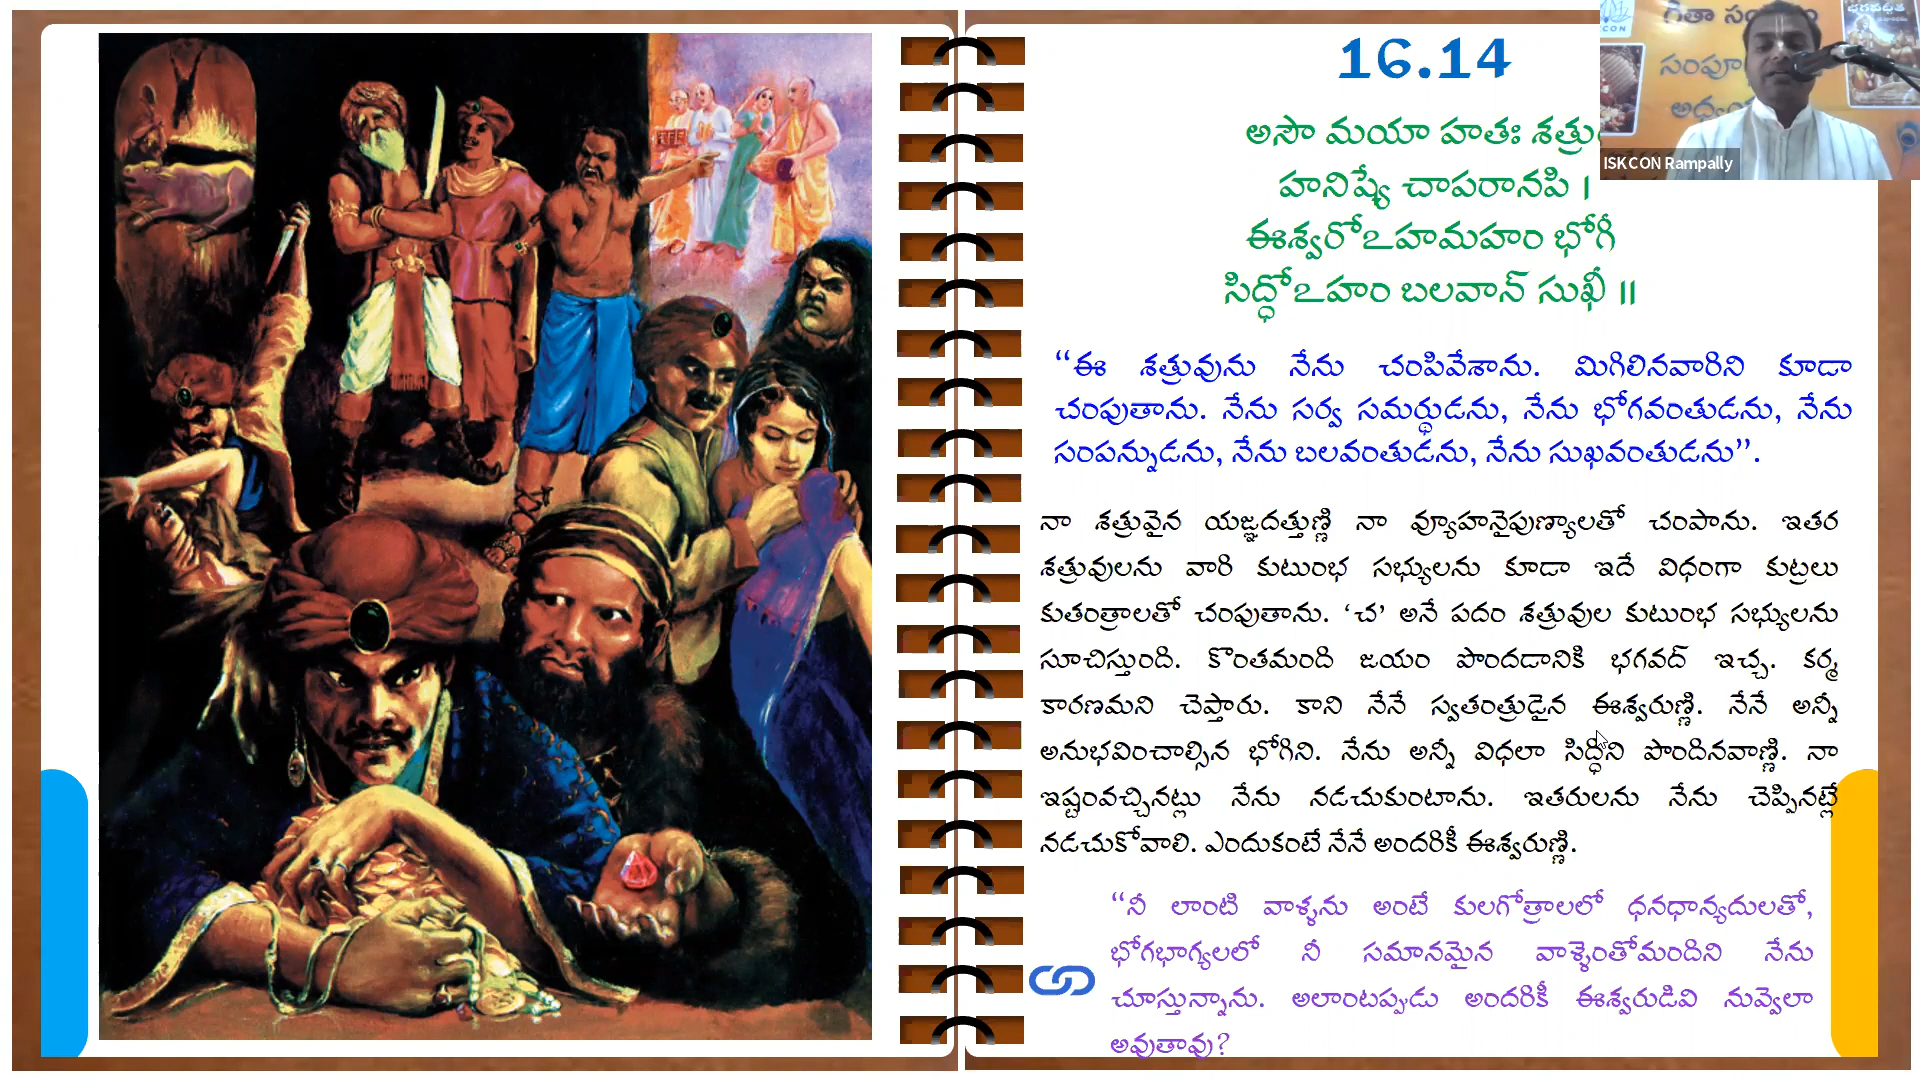 16.14
అసౌ మయా హతః
హనిష్యే చాపరానపి ।
ఈశ్వరోఽహమహం భోగీ
సిద్ధోఽహం బలవాన్ సుఖీ ॥
“ఈ శత్రువును నేను చంపివేశాను. మిగిలినవారిని కూడా
చంపుతాను. నేను సర్వ సమర్థుడను, నేను భోగవంతుడను, నేను
సంపన్నుడను, నేను బలవంతుడను, నేను సుఖవంతుడను”.
నా శత్రువైన యజ్ఞదత్తుణ్ణి నా వ్యూహనైపుణ్యాలతో చంపాను. ఇతర
శత్రువులను వారి కుటుంభ సభ్యులను కూడా ఇదే విధంగా కుట్రలు
కుతంత్రాలతో చంపుతాను. ‘చ’ అనే పదం శత్రువుల కుటుంభ సభ్యులను
సూచిస్తుంది. కొంతమంది జయం పొందడానికి భగవద్ ఇచ్ఛ. కర్మ
కారణమని చెప్తారు. కాని నేనే స్వతంత్రుడైన ఈశ్వరుణ్ణి. నేనే అన్నీ
అనుభవించాల్సిన భోగిని. నేను అన్నీ విధలా సిద్ధిని పొందినవాణ్ణి. నా
ఇష్టంవచ్చినట్లు నేను నడచుకుంటాను. ఇతరులను నేను చెప్పినట్లే
నడచుకోవాలి. ఎందుకంటే నేనే అందరికీ ఈశ్వరుణ్ణి.
“నీ లాంటి వాళ్ళను అంటే కులగోత్రాలలో ధనధాన్యదులతో,
భోగభాగ్యలలో నీ సమానమైన వాళ్ళెంతోమందిని నేను
చూస్తున్నాను. అలాంటప్పుడు అందరికీ ఈశ్వరుడివి నువ్వెలా
అవుతావు?
గీతా
సంపూ
ISKCON Rampally